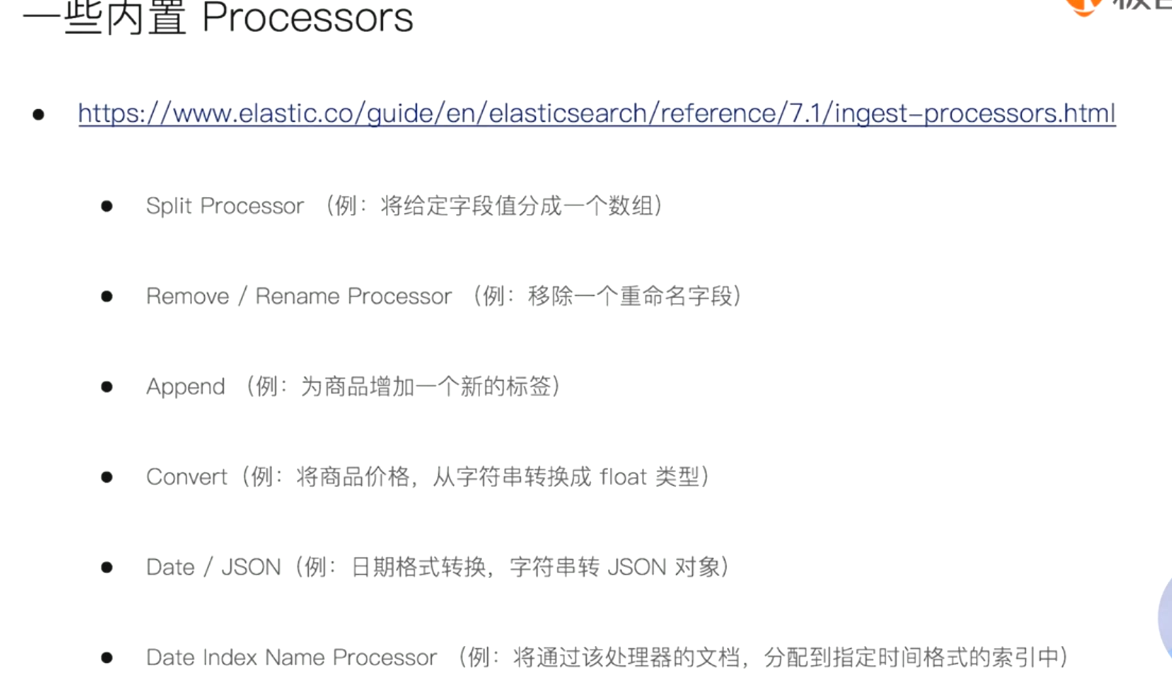 一些内置 Processors
https://www.elastic.co/guide/en/elasticsearch/reference/7.1/ingest-processors.html
Split Processor （例：将给定字段值分成一个数组）
Remove / Rename Processor （例：移除一个重命名字段）
Append （例：为商品增加一个新的标签）
Convert（例：将商品价格，从字符串转换成 float 类型）
Date / JSON（例：日期格式转换，字符串转 JSON 对象）
Date Index Name Processor （例：将通过该处理器的文档，分配到指定时间格式的索引中）